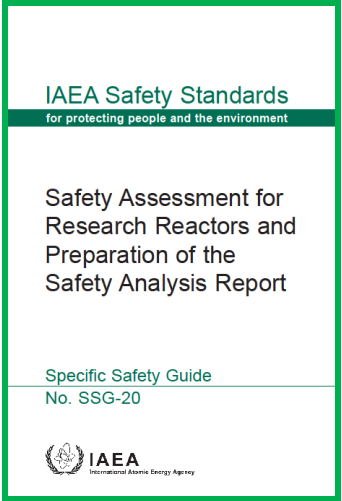 IAEA Safety Standards
for protecting people and the environment
Safety Assessment for
Research Reactors and
Preparation of the
Safety Analysis Report
Specific Safety Guide
No. SSG-20
IAEA
International Atomic Energy Agency